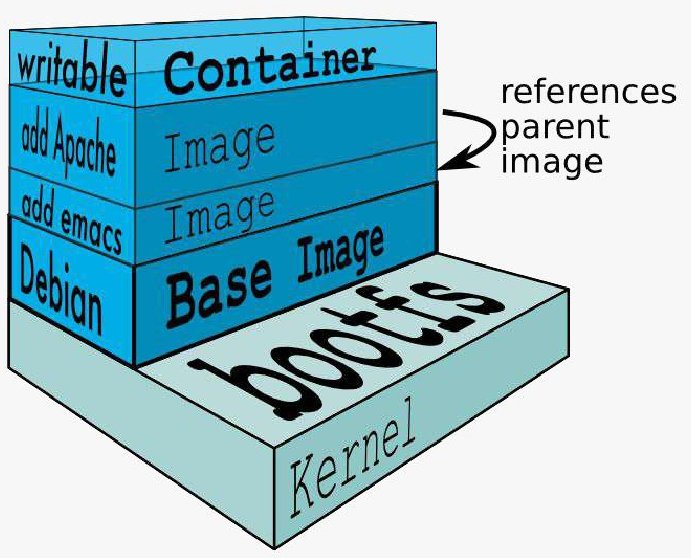 writable Container
references
parent
image
add Apache Image
add emacs Image
Debian Base Image
bootfs
Kernel